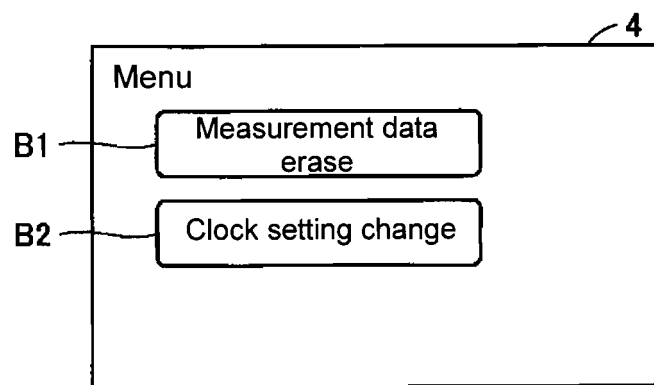 4
Menu
B1
Measurement data
erase
B2
Clock setting change